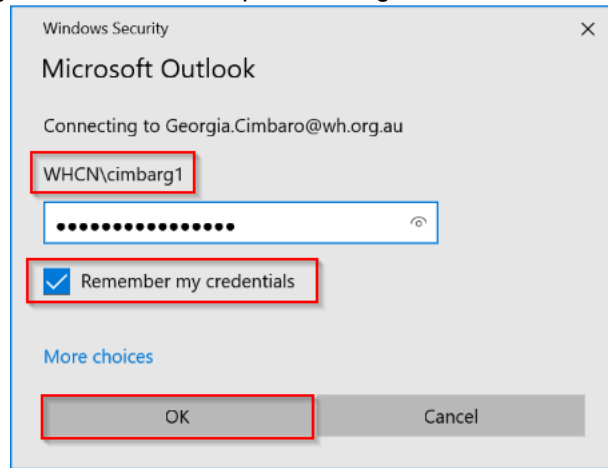 Windows Security
Microsoft Outlook
Connecting to Georgia.Cimbaro@wh.org.au
WHCN\cimbarg1
●●●●●●●●●●●●●●●●
Remember my credentials
More choices
OK Cancel